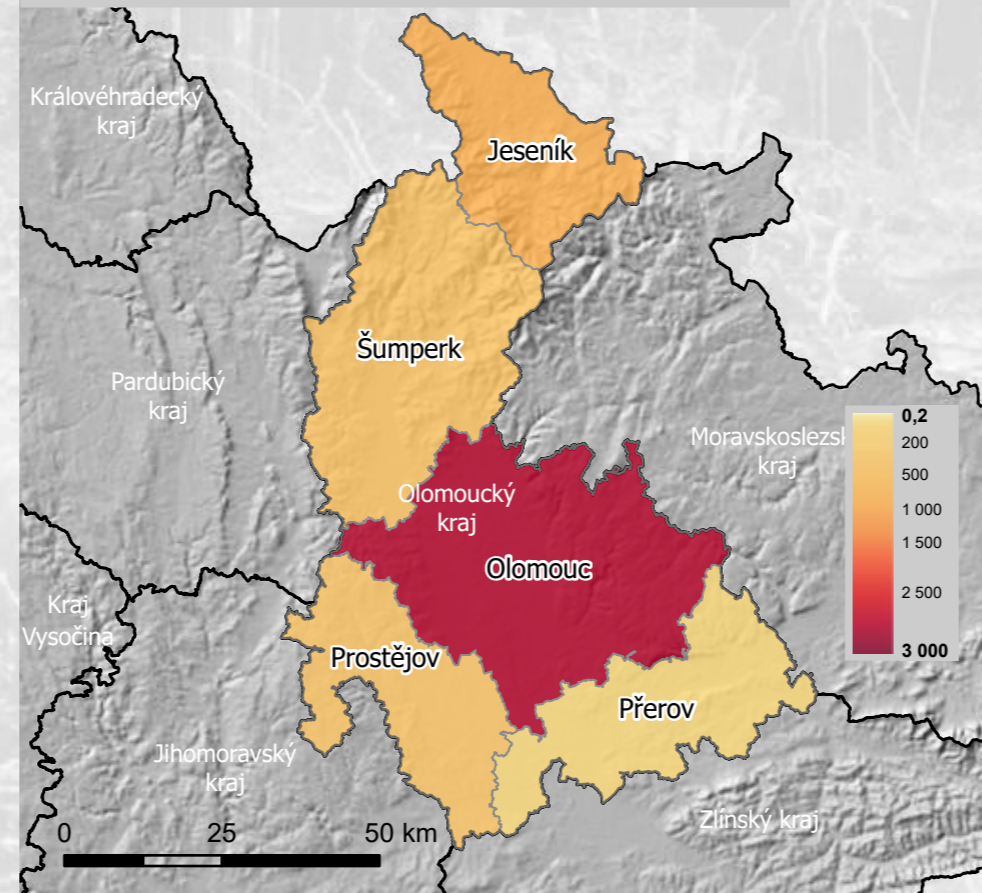 Královéhradecký
kraj
Jeseník
Šumperk
Pardubický
kraj
0,2
200
500
1 000
1 500
2 500
3 000
Moravskoslezsk
kraj
Olomoucký
kraj
Olomouc
Kraj
Vysočina
Prostějov
Přerov
Jihomoravský
kraj
Zlínský kraj
0 25 50 km